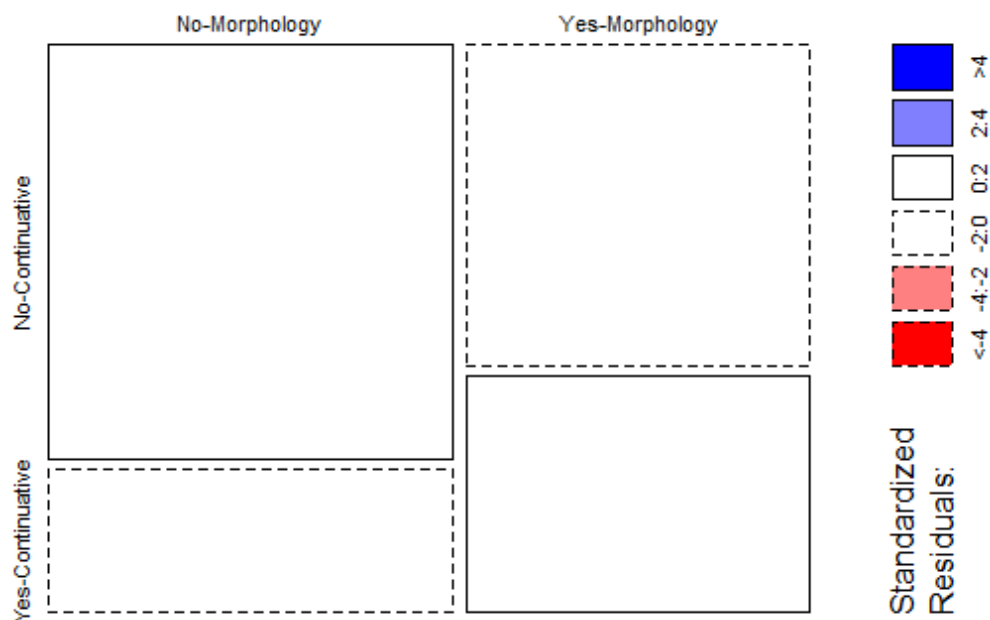 No-Morphology
Yes-Morphology
No-Continuative
Yes-Continuative
>4
2:4
0:2
-2:0
-4:-2
<-4
Standardized
Residuals: